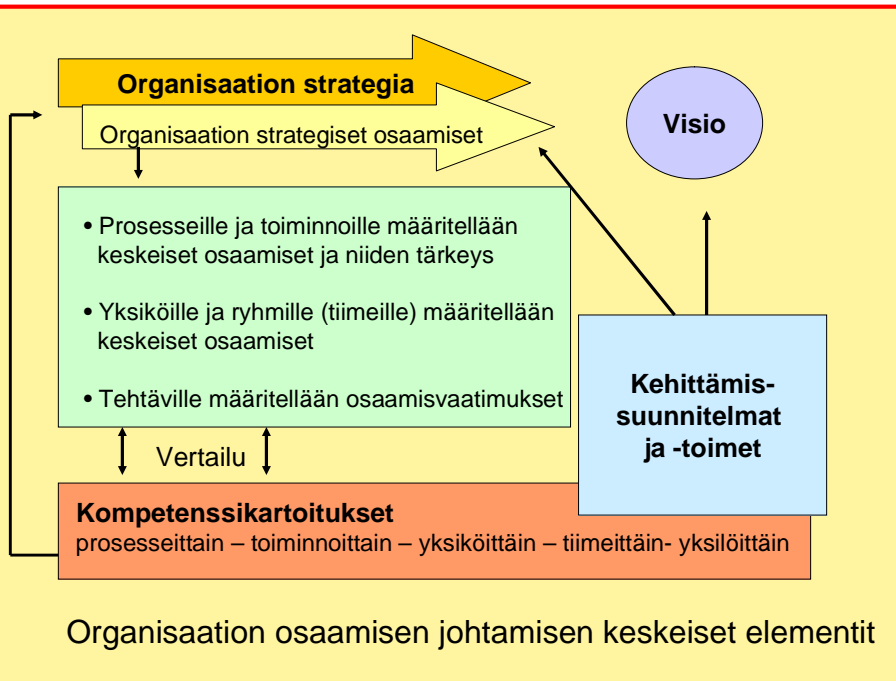 Organisaation strategia
Organisaation strategiset osaamiset
Visio
• Prosesseille ja toiminnoille määritellään
keskeiset osaamiset ja niiden tärkeys
• Yksiköille ja ryhmille (tiimeille) määritellään
keskeiset osaamiset
• Tehtäville määritellään osaamisvaatimukset
Kehittämis-
suunnitelmat
ja -toimet
Vertailu
Kompetenssikartoitukset
prosesseittain – toiminnoittain – yksiköittäin – tiimeittäin- yksilöittäin
Organisaation osaamisen johtamisen keskeiset elementit